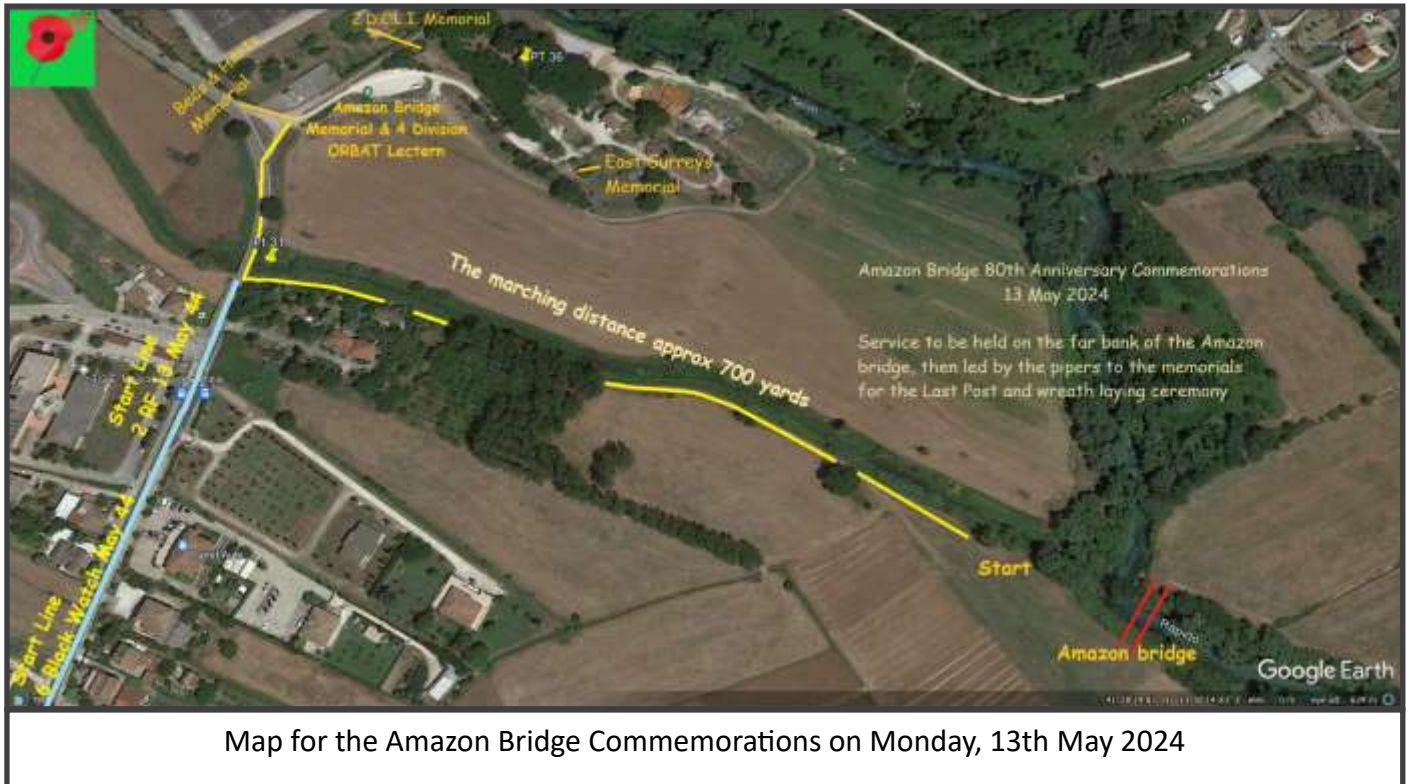 2 D.C.L.I. Memorial
PT 36
Beds & Herts
Memorial
Amazon Bridge
Memorial & 4 Division
ORBAT Lectern
East Surreys
Memorial
PT 31
The marching distance approx 700 yards
Amazon Bridge 80th Anniversary Commemorations
13 May 2024
Service to be held on the far bank of the Amazon
bridge, then led by the pipers to the memorials
for the Last Post and wreath laying ceremony
Start Line
2 RF 13 May 44
Start Line
6 Black Watch May 44
Start
Rapido
Amazon bridge
Google Earth
Map for the Amazon Bridge Commemorations on Monday, 13th May 2024